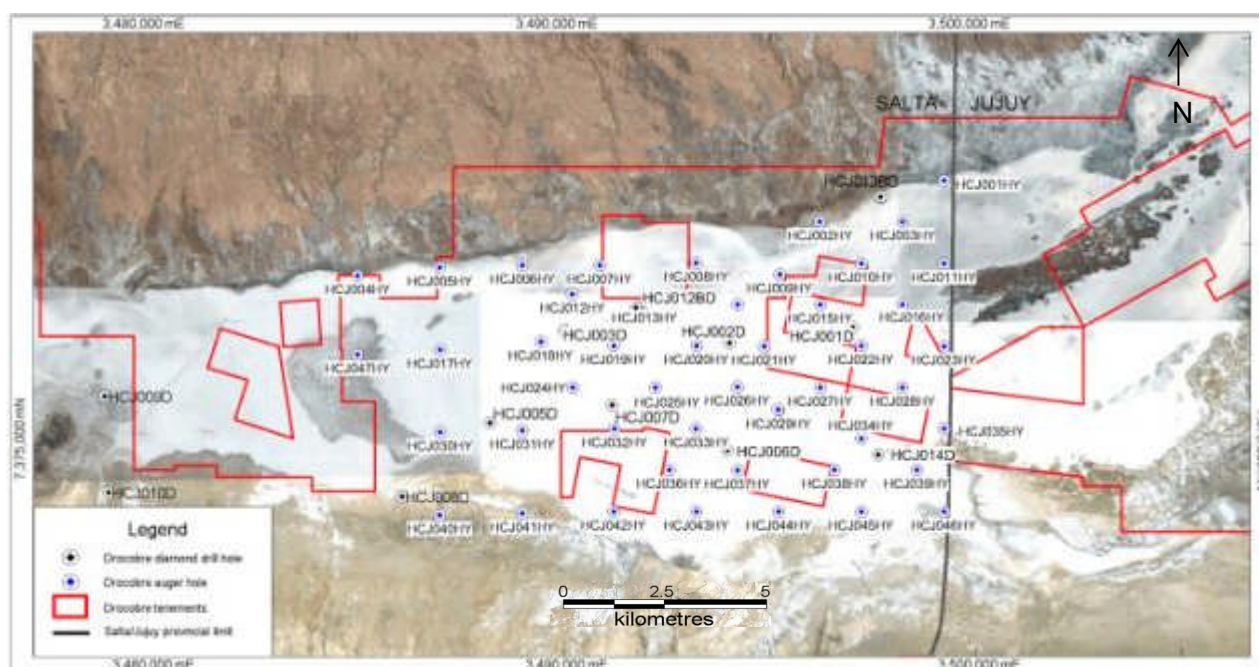 3,480,000 mE 3,490,000 mE 3,500,000 mE
SALTA JUJUY
N
HCJ013BD HCJ001HY
HCJ002HY HCJ003HY
HCJ004HY HCJ005HY HCJ006HY HCJ007HY HCJ008HY HCJ009HY HCJ010HY HCJ011HY
HCJ012HY HCJ012BD
HCJ013HY HCJ015HY HCJ016HY
HCJ003D HCJ002D HCJ001D
HCJ047HY HCJ017HY HCJ018HY HCJ019HY HCJ020HY HCJ021HY HCJ022HY HCJ023HY
HCJ009D HCJ024HY HCJ025HY HCJ026HY HCJ027HY HCJ028HY
HCJ005D HCJ007D HCJ029HY
7,375,000 mN HCJ030HY HCJ031HY HCJ032HY HCJ033HY HCJ034HY HCJ035HY
HCJ006D HCJ014D
HCJ036HY HCJ037HY HCJ038HY HCJ039HY
HCJ010D HCJ008D
HCJ040HY HCJ041HY HCJ042HY HCJ043HY HCJ044HY HCJ045HY HCJ046HY
Legend
Orocobre diamond drill hole
Orocobre auger hole
Orocobre tenements
Salta/Jujuy provincial limit
0 2.5 5
kilometres
3,480,000 mE 3,490,000 mE 3,500,000 mE